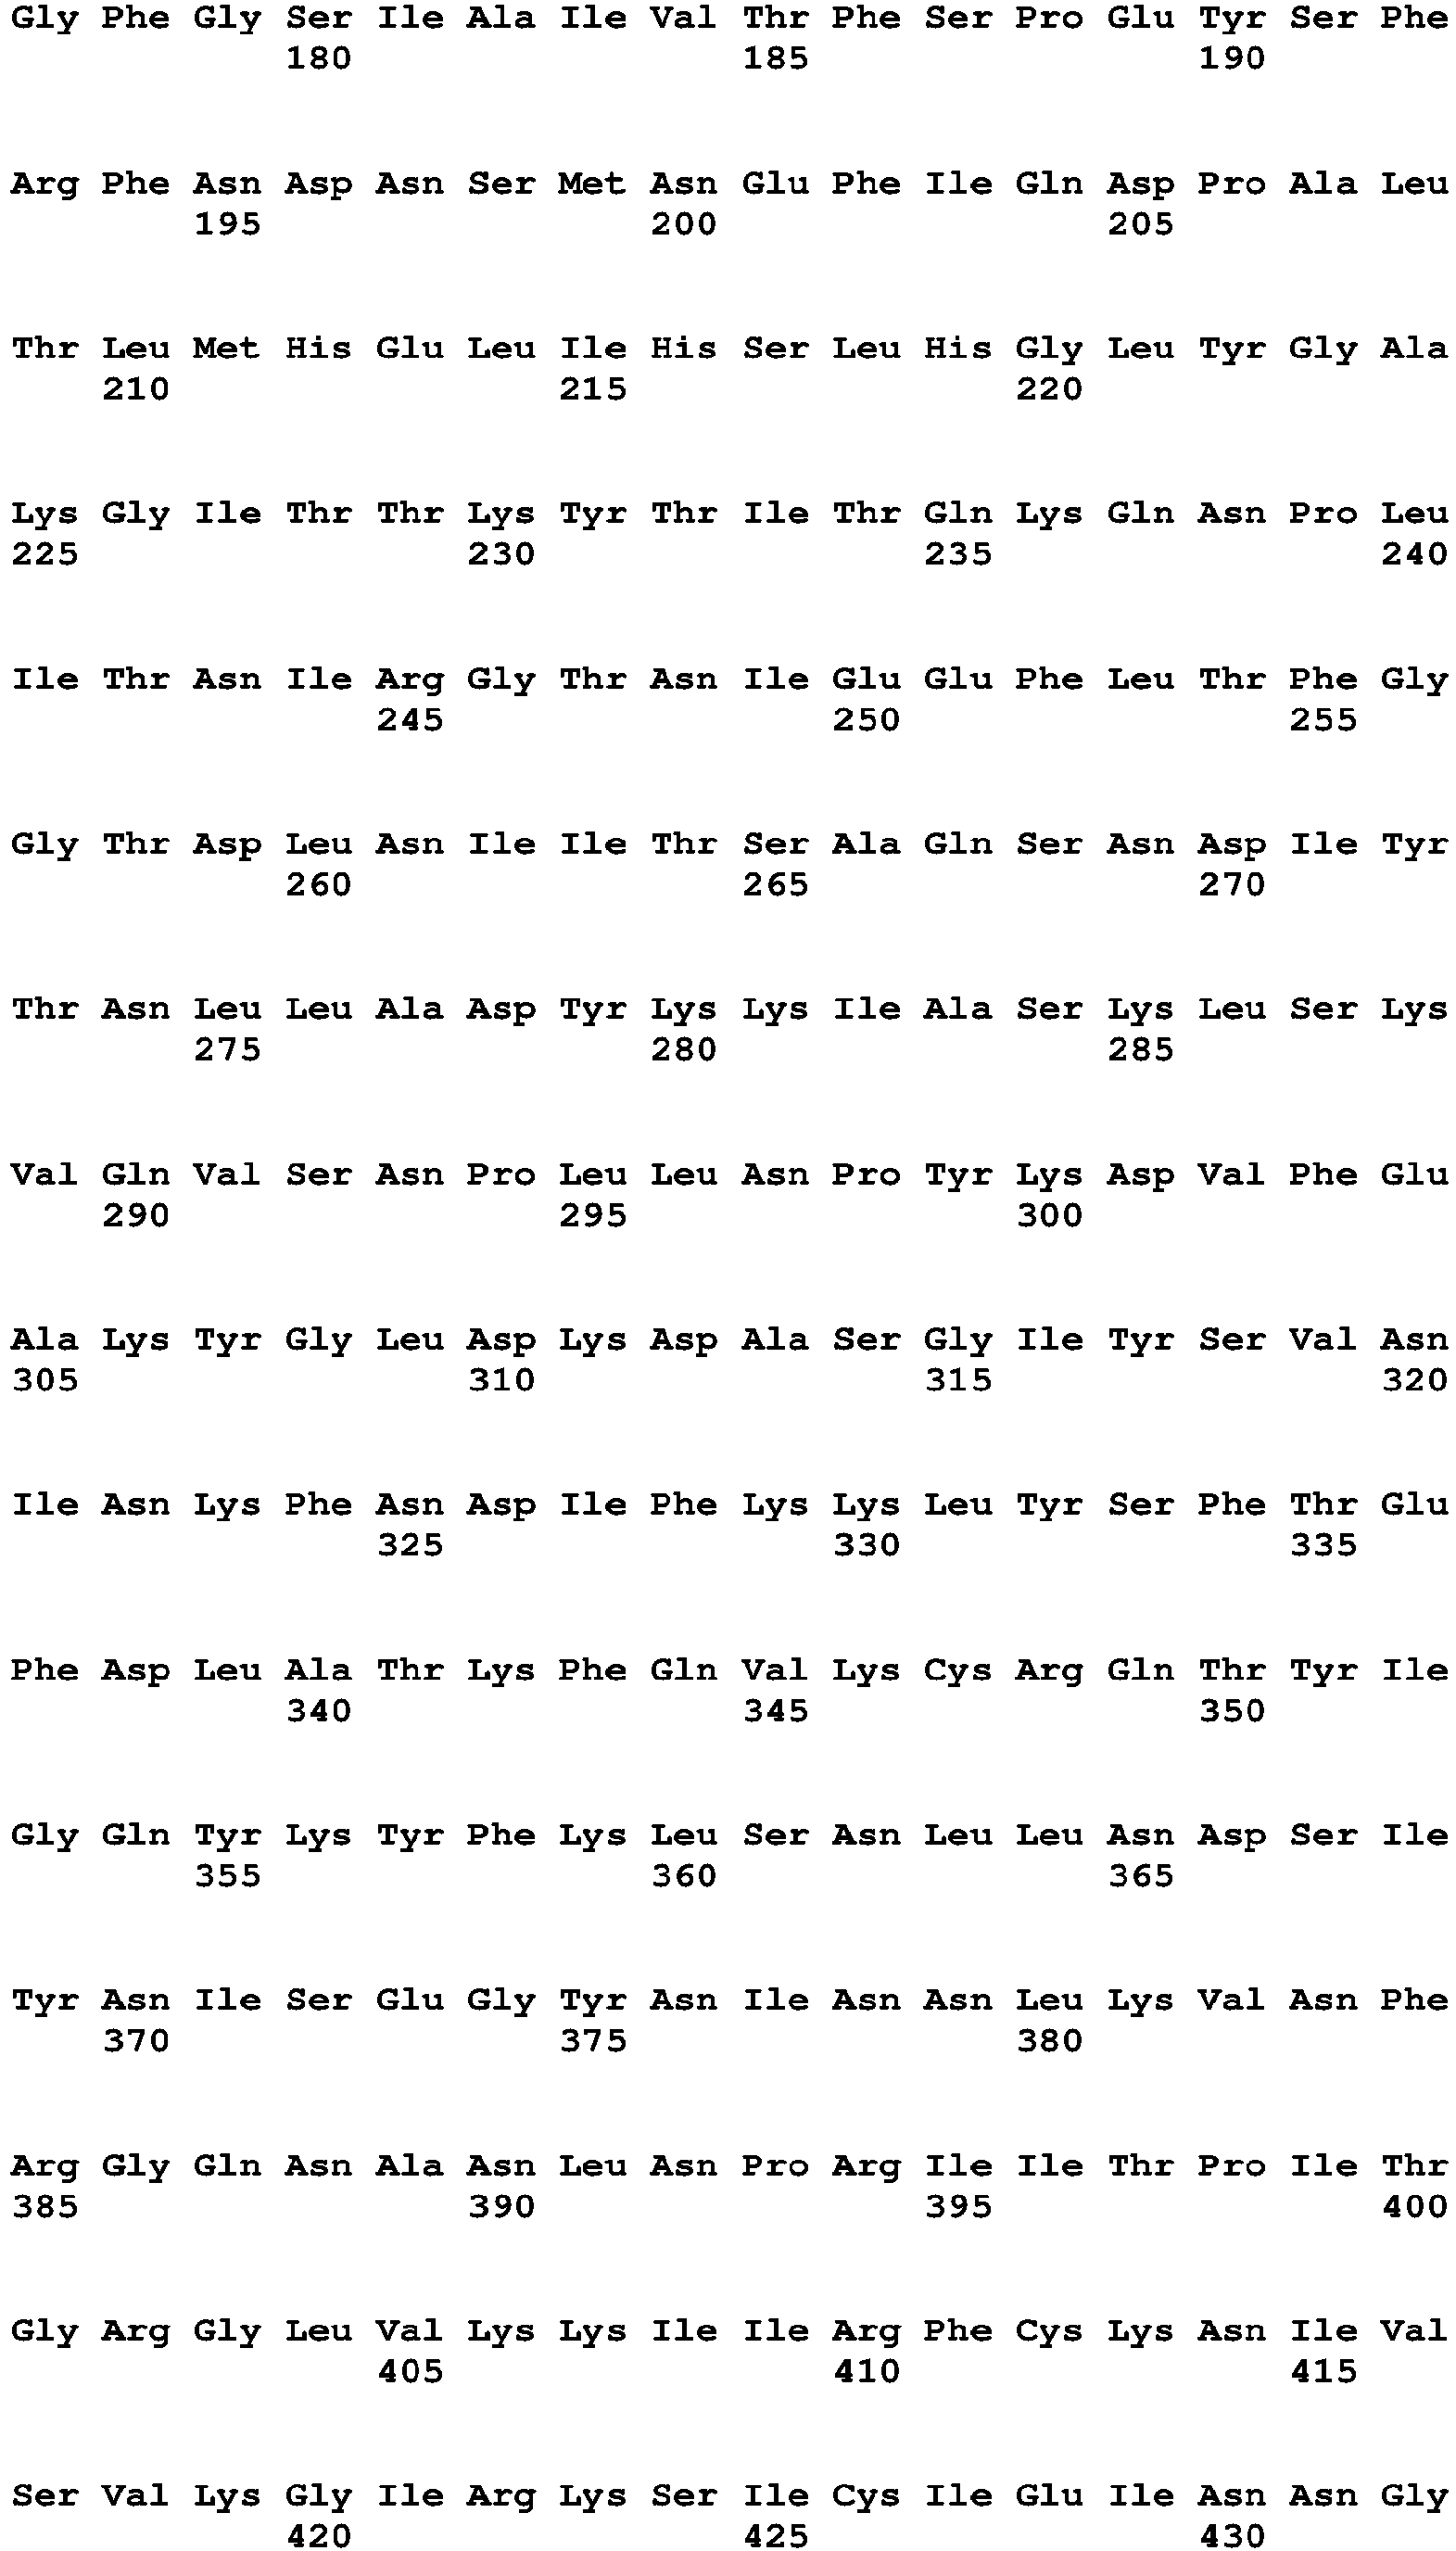 Gly Phe Gly Ser Ile Ala Ile Val Thr Phe Ser Pro Glu Tyr Ser Phe
180 185 190
Arg Phe Asn Asp Asn Ser Met Asn Glu Phe Ile Gln Asp Pro Ala Leu
195 200 205
Thr Leu Met His Glu Leu Ile His Ser Leu His Gly Leu Tyr Gly Ala
210 215 220
Lys Gly Ile Thr Thr Lys Tyr Thr Ile Thr Gln Lys Gln Asn Pro Leu
225 230 235 240
Ile Thr Asn Ile Arg Gly Thr Asn Ile Glu Glu Phe Leu Thr Phe Gly
245 250 255
Gly Thr Asp Leu Asn Ile Ile Thr Ser Ala Gln Ser Asn Asp Ile Tyr
260 265 270
Thr Asn Leu Leu Ala Asp Tyr Lys Lys Ile Ala Ser Lys Leu Ser Lys
275 280 285
Val Gln Val Ser Asn Pro Leu Leu Asn Pro Tyr Lys Asp Val Phe Glu
290 295 300
Ala Lys Tyr Gly Leu Asp Lys Asp Ala Ser Gly Ile Tyr Ser Val Asn
305 310 315 320
Ile Asn Lys Phe Asn Asp Ile Phe Lys Lys Leu Tyr Ser Phe Thr Glu
325 330 335
Phe Asp Leu Ala Thr Lys Phe Gln Val Lys Cys Arg Gln Thr Tyr Ile
340 345 350
Gly Gln Tyr Lys Tyr Phe Lys Leu Ser Asn Leu Leu Asn Asp Ser Ile
355 360 365
Tyr Asn Ile Ser Glu Gly Tyr Asn Ile Asn Asn Leu Lys Val Asn Phe
370 375 380
Arg Gly Gln Asn Ala Asn Leu Asn Pro Arg Ile Ile Thr Pro Ile Thr
385 390 395 400
Gly Arg Gly Leu Val Lys Lys Ile Ile Arg Phe Cys Lys Asn Ile Val
405 410 415
Ser Val Lys Gly Ile Arg Lys Ser Ile Cys Ile Glu Ile Asn Asn Gly
420 425 430